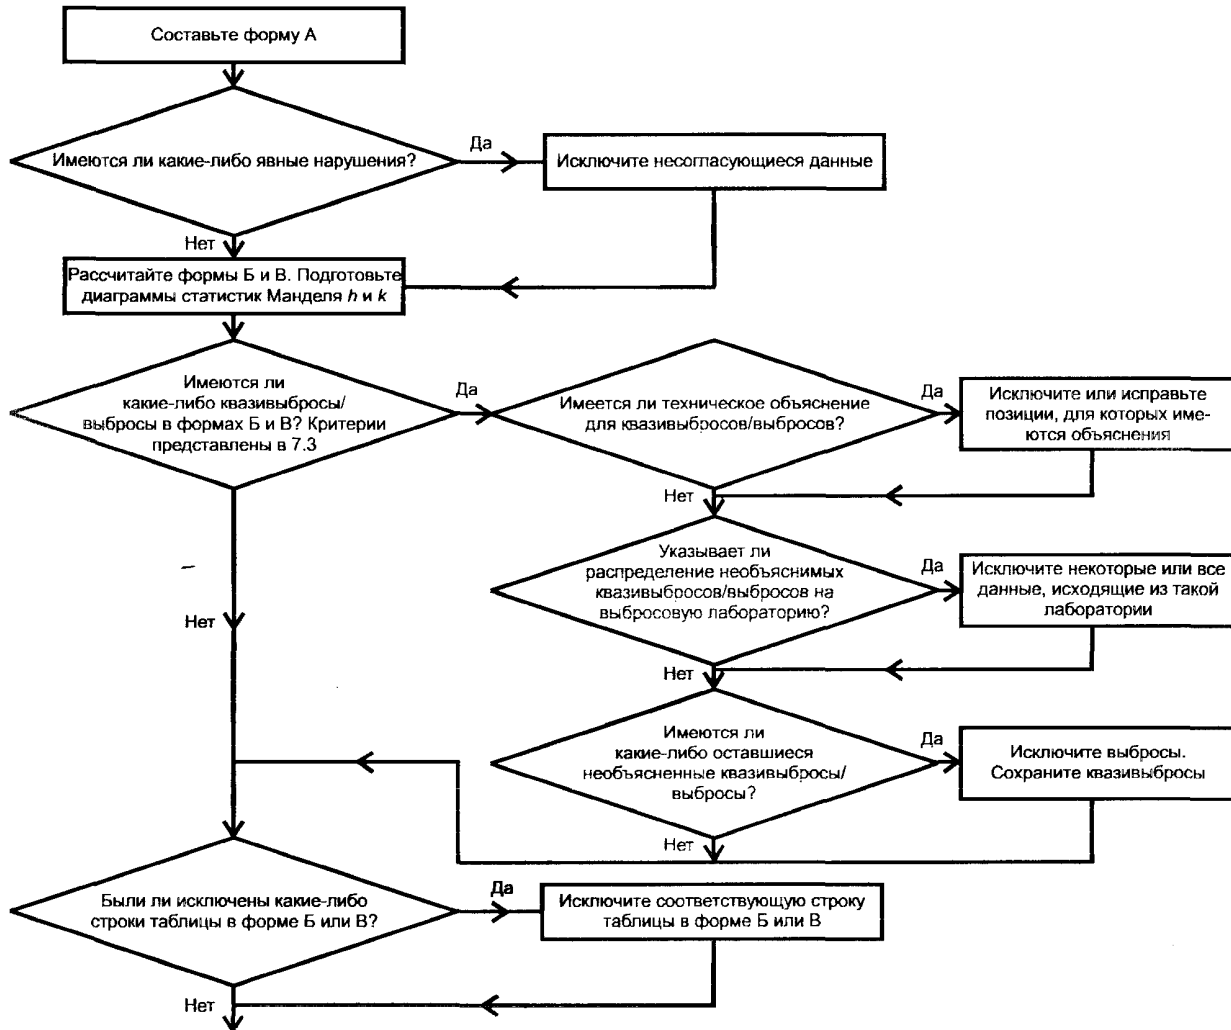 Составьте форму А
Имеются ли какие-либо явные нарушения?
Да
Исключите несогласующиеся данные
Нет
Рассчитайте формы Б и В. Подготовьте
диаграммы статистик Манделя h и k
Имеются ли
какие-либо квазивыбросы/
выбросы в формах Б и В? Критерии
представлены в 7.3
Да
Имеется ли техническое объяснение
для квазивыбросов/выбросов?
Да
Исключите или исправьте
позиции, для которых име-
ются объяснения
Нет
Указывает ли
распределение необъяснимых
квазивыбросов/выбросов на
выбросовую лабораторию?
Да
Исключите некоторые или все
данные, исходящие из такой
лаборатории
Нет
Нет
Имеются ли
какие-либо оставшиеся
необъясненные квазивыбросы/
выбросы?
Да
Исключите выбросы.
Сохраните квазивыбросы
Нет
Были ли исключены какие-либо
строки таблицы в форме Б или В?
Да
Исключите соответствующую строку
таблицы в форме Б или В
Нет